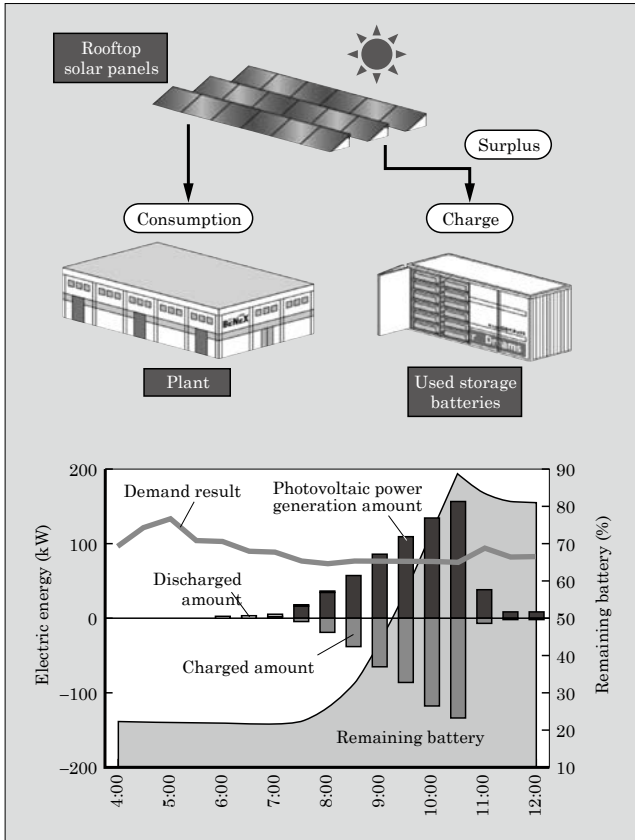 Rooftop
solar panels
Surplus
Consumption
Charge
BeNeX
Dreams
Plant
Used storage
batteries
200
100
0
−100
−200
Electric energy (kW)
Demand result
Photovoltaic power
generation amount
Discharged
amount
Charged amount
Remaining battery
90
80
70
60
50
40
30
20
10
Remaining battery (%)
4:00
5:00
6:00
7:00
8:00
9:00
10:00
11:00
12:00